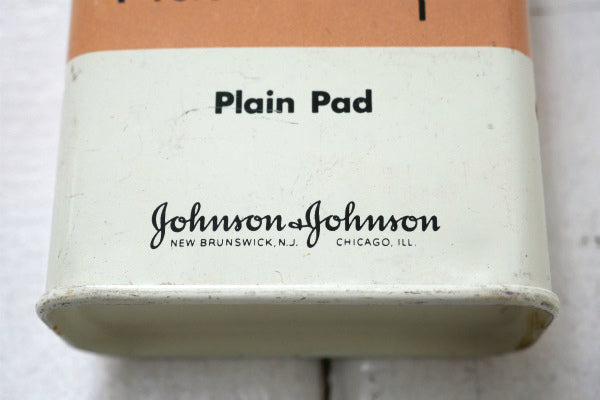 Plain Pad
Johnson & Johnson
NEW BRUNSWICK, N.J. CHICAGO, ILL.